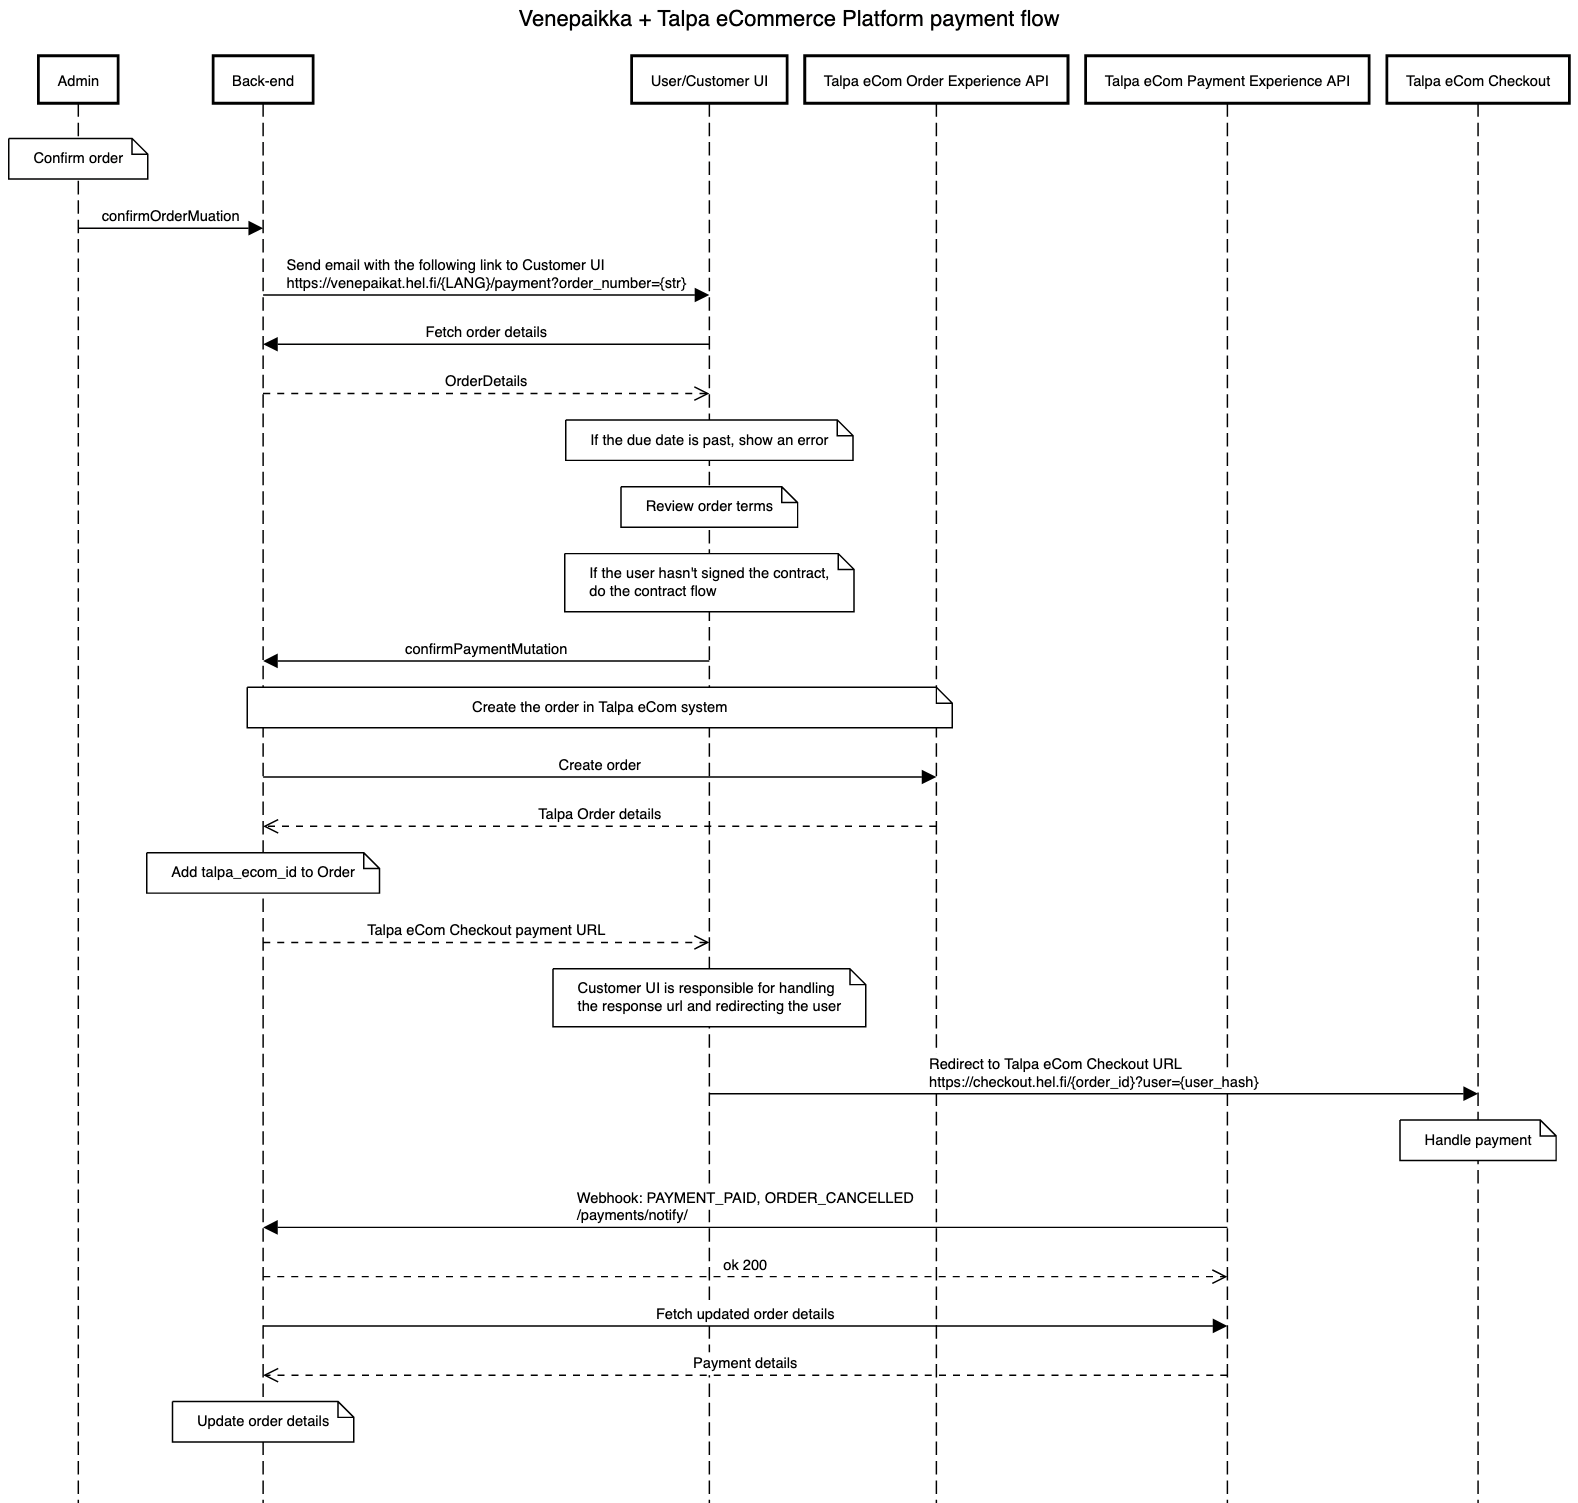 Venepaikka + Talpa eCommerce Platform payment flow
Admin
Back-end
User/Customer UI
Talpa eCom Order Experience API
Talpa eCom Payment Experience API
Talpa eCom Checkout
Confirm order
confirmOrderMuation
Send email with the following link to Customer UI
https://venepaikat.hel.fi/{LANG}/payment?order_number={str}
Fetch order details
OrderDetails
If the due date is past, show an error
Review order terms
If the user hasn't signed the contract,
do the contract flow
confirmPaymentMutation
Create the order in Talpa eCom system
Create order
Talpa Order details
Add talpa_ecom_id to Order
Talpa eCom Checkout payment URL
Customer UI is responsible for handling
the response url and redirecting the user
Redirect to Talpa eCom Checkout URL
https://checkout.hel.fi/{order_id}?user={user_hash}
Handle payment
Webhook: PAYMENT_PAID, ORDER_CANCELLED
/payments/notify/
ok 200
Fetch updated order details
Payment details
Update order details